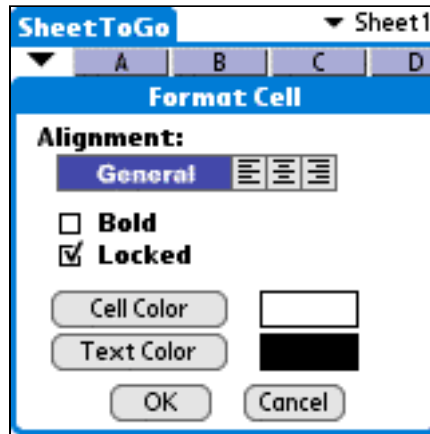 SheetToGo Sheet1
A B C D
Format Cell
Alignment:
General
Bold
Locked
Cell Color
Text Color
OK Cancel